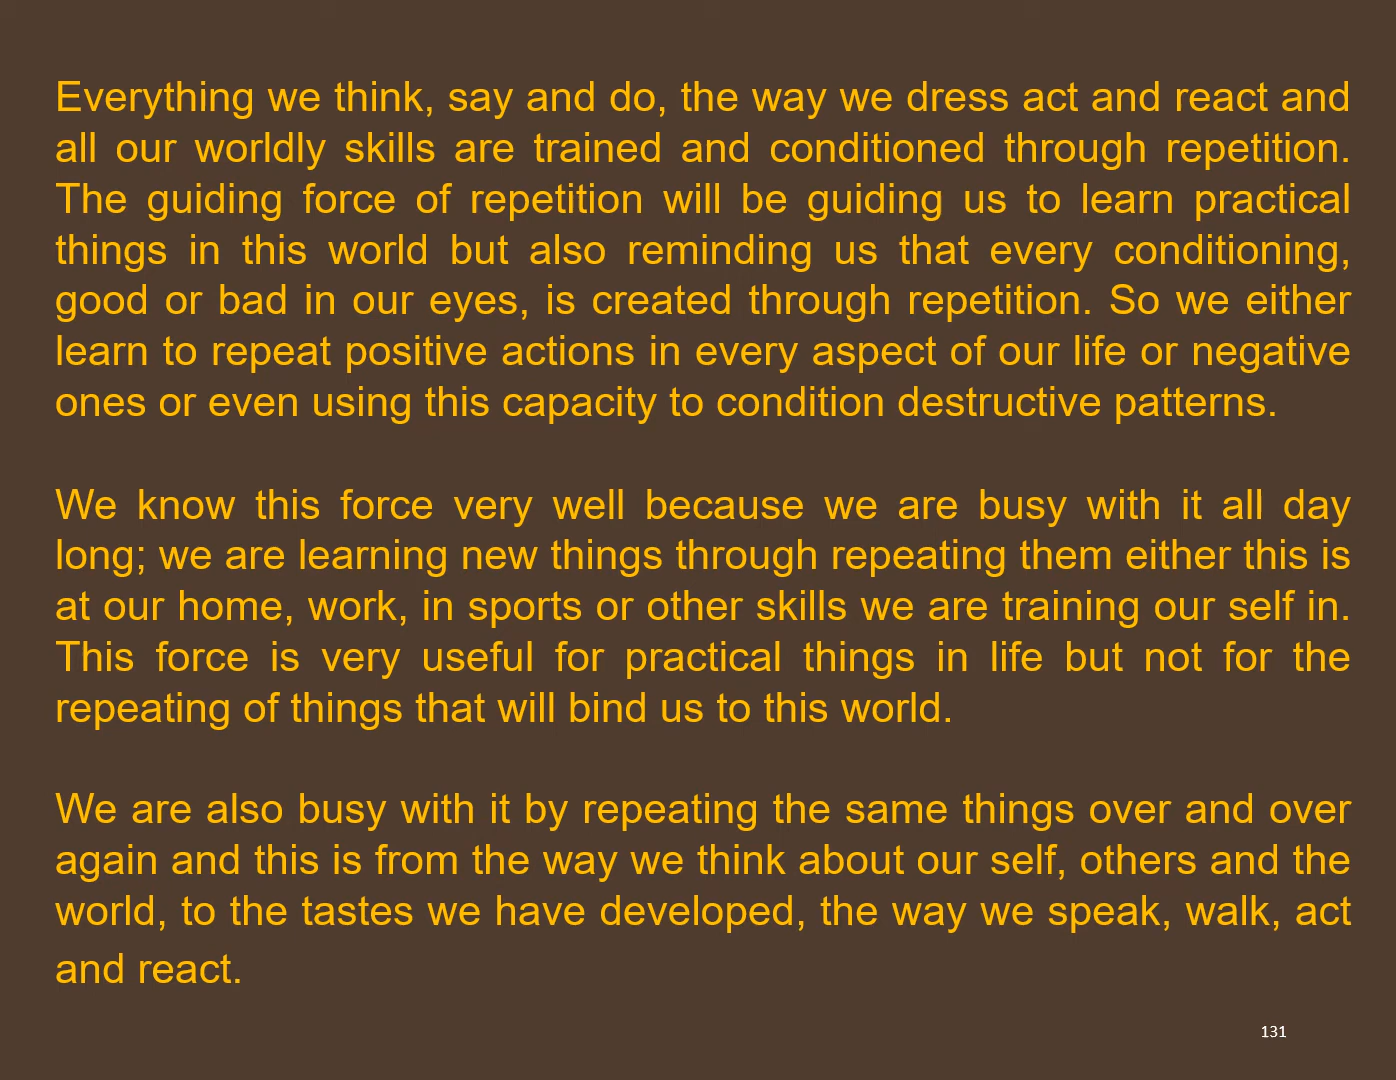 Everything we think, say and do, the way we dress act and react and
all our worldly skills are trained and conditioned through repetition.
The guiding force of repetition will be guiding us to learn practical
things in this world but also reminding us that every conditioning,
good or bad in our eyes, is created through repetition. So we either
learn to repeat positive actions in every aspect of our life or negative
ones or even using this capacity to condition destructive patterns.
We know this force very well because we are busy with it all day
long; we are learning new things through repeating them either this is
at our home, work, in sports or other skills we are training our self in.
This force is very useful for practical things in life but not for the
repeating of things that will bind us to this world.
We are also busy with it by repeating the same things over and over
again and this is from the way we think about our self, others and the
world, to the tastes we have developed, the way we speak, walk, act
and react.
131